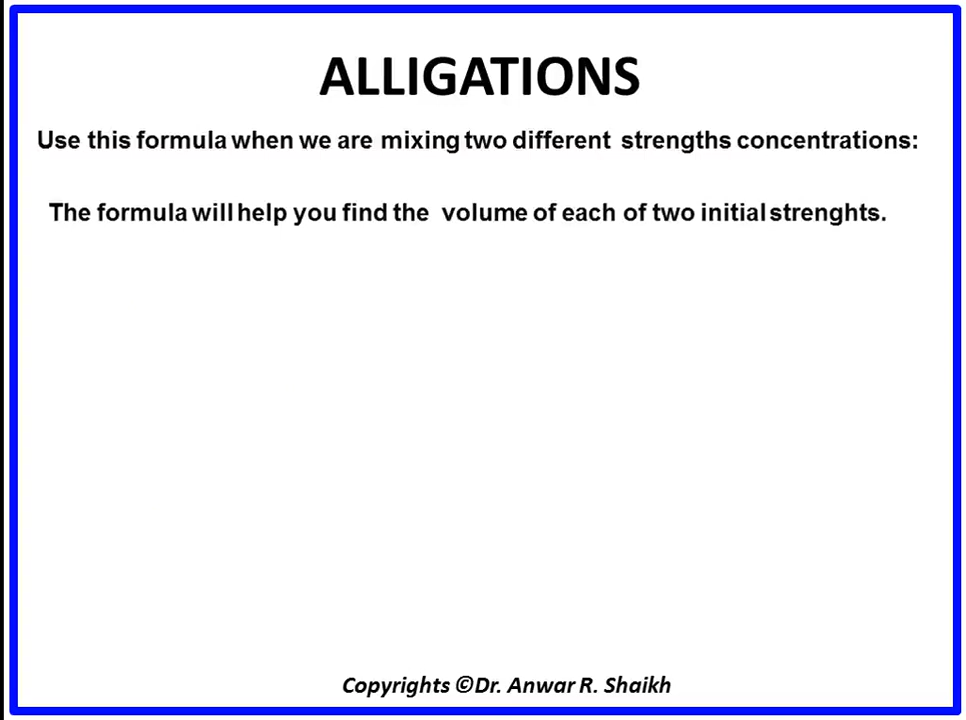 ALLIGATIONS
Use this formula when we are mixing two different strengths concentrations:
The formula will help you find the volume of each of two initial strenghts.
Copyrights ©Dr. Anwar R. Shaikh